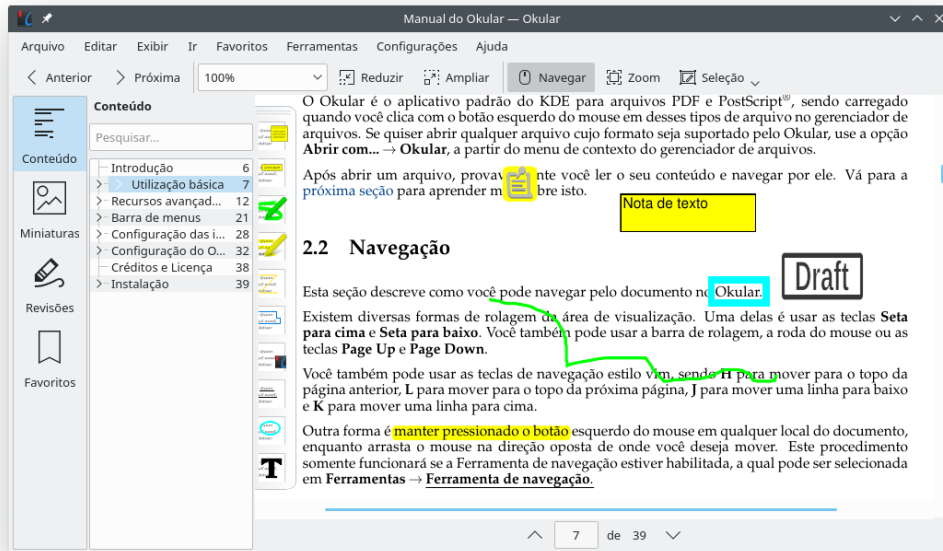 Manual do Okular — Okular
Arquivo Editar Exibir Ir Favoritos Ferramentas Configurações Ajuda
Anterior Próxima 100% Reduzir Ampliar Navegar Zoom Seleção
Conteúdo
Miniaturas
Revisões
Favoritos
Conteúdo
Pesquisar...
Introdução 6
Utilização básica 7
Recursos avançad... 12
Barra de menus 21
Configuração das i... 28
Configuração do O... 32
Créditos e Licença 38
Instalação 39
O Okular é o aplicativo padrão do KDE para arquivos PDF e PostScript®, sendo carregado
quando você clica com o botão esquerdo do mouse em desses tipos de arquivo no gerenciador de
arquivos. Se quiser abrir qualquer arquivo cujo formato seja suportado pelo Okular, use a opção
Abrir com... → Okular, a partir do menu de contexto do gerenciador de arquivos.
Após abrir um arquivo, provav nte você ler o seu conteúdo e navegar por ele. Vá para a
próxima seção para aprender m bre isto.
Nota de texto
2.2 Navegação
Draft
Esta seção descreve como você pode navegar pelo documento no Okular.
Existem diversas formas de rolagem da área de visualização. Uma delas é usar as teclas Seta
para cima e Seta para baixo. Você também pode usar a barra de rolagem, a roda do mouse ou as
teclas Page Up e Page Down.
Você também pode usar as teclas de navegação estilo vim, sendo H para mover para o topo da
página anterior, L para mover para o topo da próxima página, J para mover uma linha para baixo
e K para mover uma linha para cima.
Outra forma é manter pressionado o botão esquerdo do mouse em qualquer local do documento,
enquanto arrasta o mouse na direção oposta de onde você deseja mover. Este procedimento
somente funcionará se a Ferramenta de navegação estiver habilitada, a qual pode ser selecionada
em Ferramentas → Ferramenta de navegação.
7 de 39